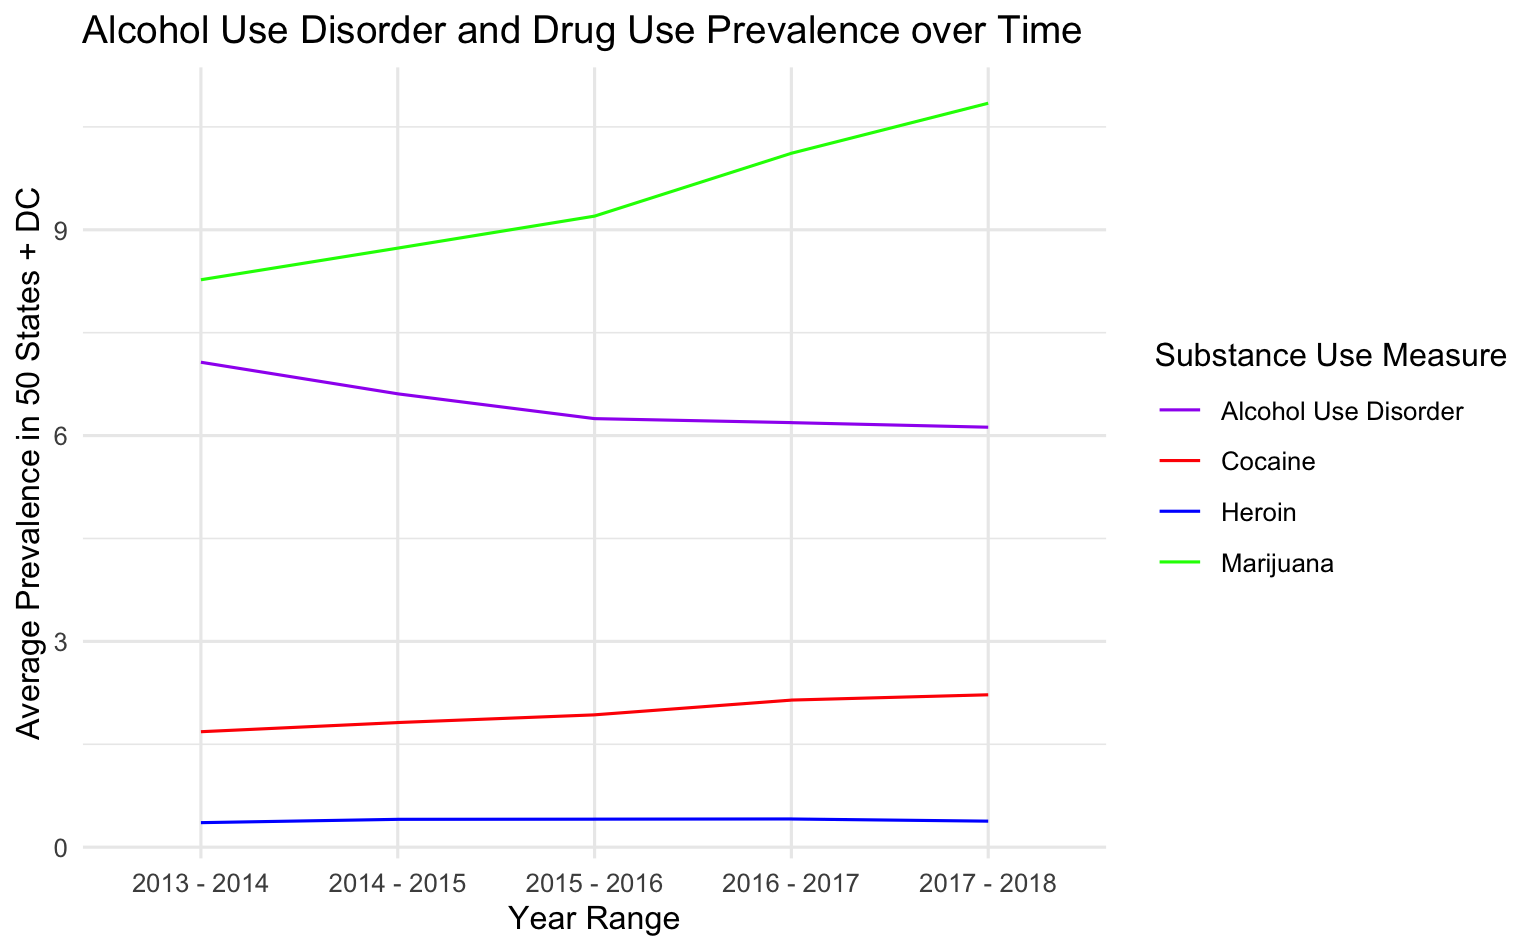 Alcohol Use Disorder and Drug Use Prevalence over Time
Average Prevalence in 50 States + DC
9
6
3
0
2013 - 2014
2014 - 2015
2015 - 2016
2016 - 2017
2017 - 2018
Year Range
Substance Use Measure
Alcohol Use Disorder
Cocaine
Heroin
Marijuana